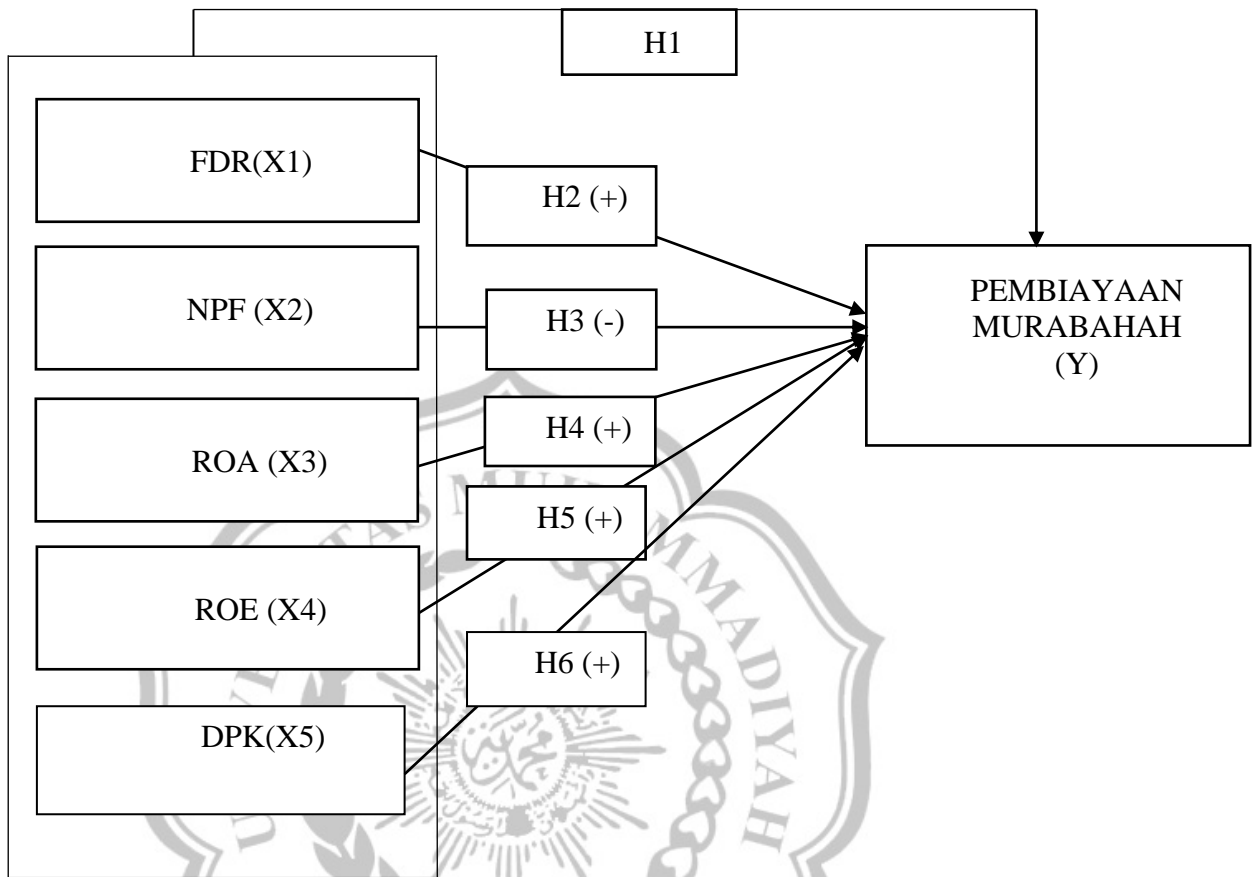 H1
FDR(X1)
H2 (+)
NPF (X2)
H3 (-)
PEMBIAYAAN
MURABAHAH
(Y)
ROA (X3)
H4 (+)
H5 (+)
ROE (X4)
H6 (+)
DPK(X5)